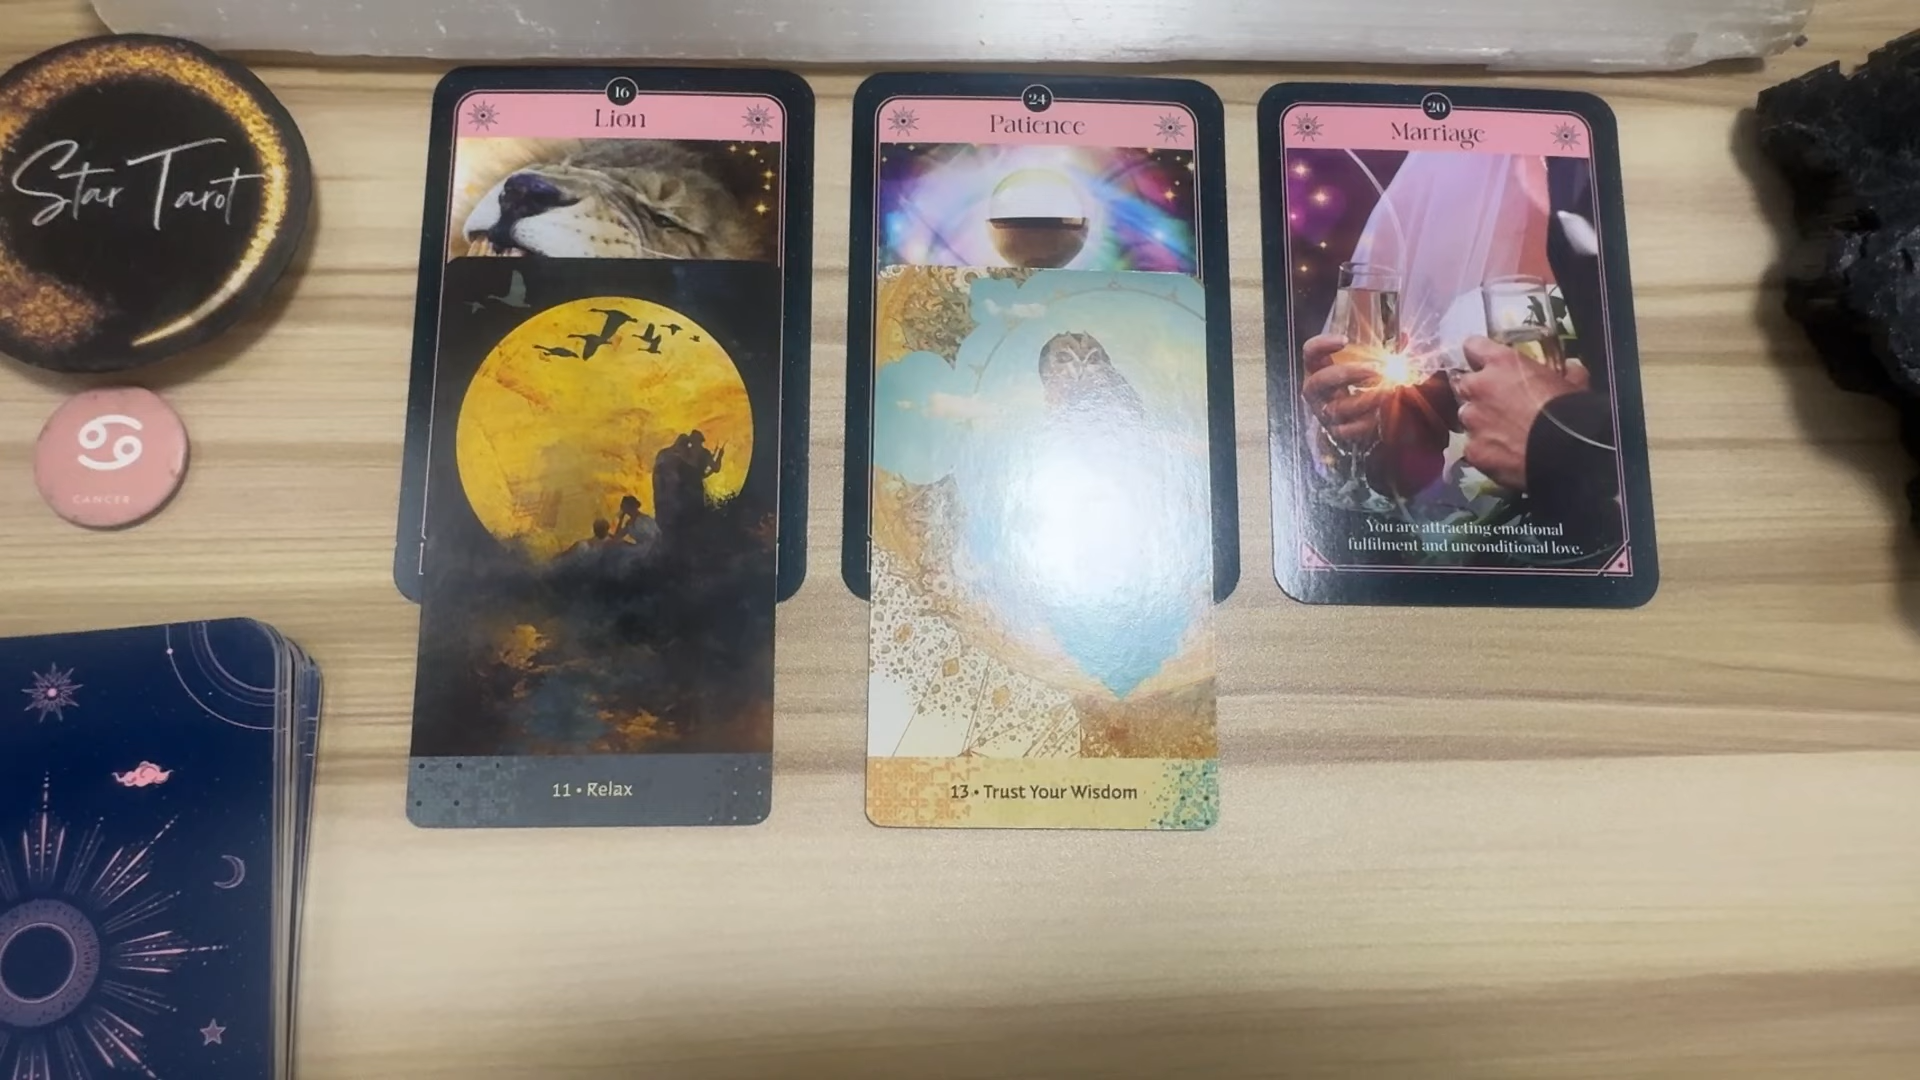 Star Tarot
CANCER
16
Lion
24
Patience
20
Marriage
You are attracting emotional
fulfilment and unconditional love.
11 • Relax
13 • Trust Your Wisdom